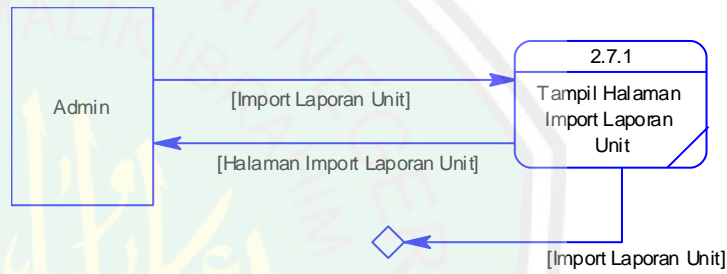 2.7.1
Tampil Halaman
Import Laporan
Unit
Admin
[Import Laporan Unit]
[Halaman Import Laporan Unit]
[Import Laporan Unit]